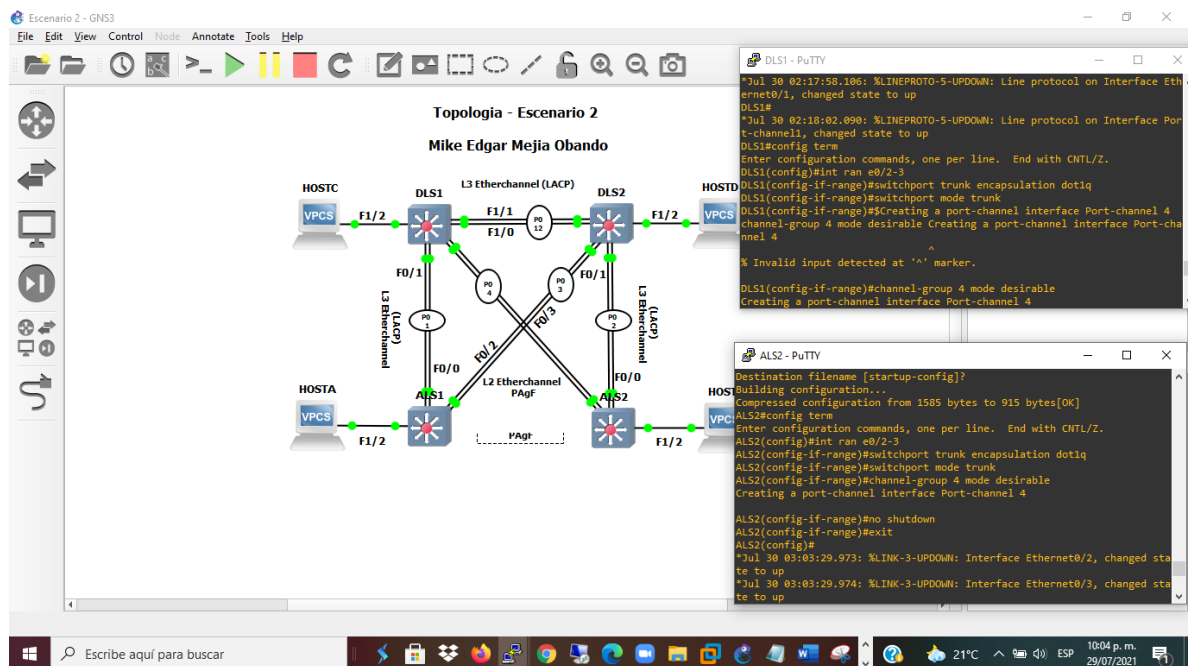 Escenario 2 - GNS3
File Edit View Control Node Annotate Tools Help
Topologia - Escenario 2
Mike Edgar Mejia Obando
L3 Etherchannel (LACP)
HOSTC
DLS1
DLS2
HOSTD
VPCS
F1/2
F1/1
F1/0
PO 12
F1/2
VPCS
F0/1
F0/1
PO 4
PO 3
L3 Etherchannel (LACP)
PO 1
F0/3
PO 2
L3 Etherchannel (LACP)
F0/2
F0/0
F0/0
L2 Etherchannel
PAgF
HOSTA
ALS1
ALS2
HOST
VPCS
F1/2
PAgF
F1/2
VPC
DLS1 - PuTTY
*Jul 30 02:17:58.106: %LINEPROTO-5-UPDOWN: Line protocol on Interface Eth
ernet0/1, changed state to up
DLS1#
*Jul 30 02:18:02.090: %LINEPROTO-5-UPDOWN: Line protocol on Interface Por
t-channel1, changed state to up
DLS1#config term
Enter configuration commands, one per line.  End with CNTL/Z.
DLS1(config)#int ran e0/2-3
DLS1(config-if-range)#switchport trunk encapsulation dot1q
DLS1(config-if-range)#switchport mode trunk
DLS1(config-if-range)#$Creating a port-channel interface Port-channel 4
channel-group 4 mode desirable Creating a port-channel interface Port-cha
nnel 4
^
% Invalid input detected at '^' marker.
DLS1(config-if-range)#channel-group 4 mode desirable
Creating a port-channel interface Port-channel 4
ALS2 - PuTTY
Destination filename [startup-config]?
Building configuration...
Compressed configuration from 1585 bytes to 915 bytes[OK]
ALS2#config term
Enter configuration commands, one per line.  End with CNTL/Z.
ALS2(config)#int ran e0/2-3
ALS2(config-if-range)#switchport trunk encapsulation dot1q
ALS2(config-if-range)#switchport mode trunk
ALS2(config-if-range)#channel-group 4 mode desirable
Creating a port-channel interface Port-channel 4
ALS2(config-if-range)#no shutdown
ALS2(config-if-range)#exit
ALS2(config)#
*Jul 30 03:03:29.973: %LINK-3-UPDOWN: Interface Ethernet0/2, changed sta
te to up
*Jul 30 03:03:29.974: %LINK-3-UPDOWN: Interface Ethernet0/3, changed sta
te to up
Escribe aquí para buscar
21°C
ESP
10:04 p. m.
29/07/2021